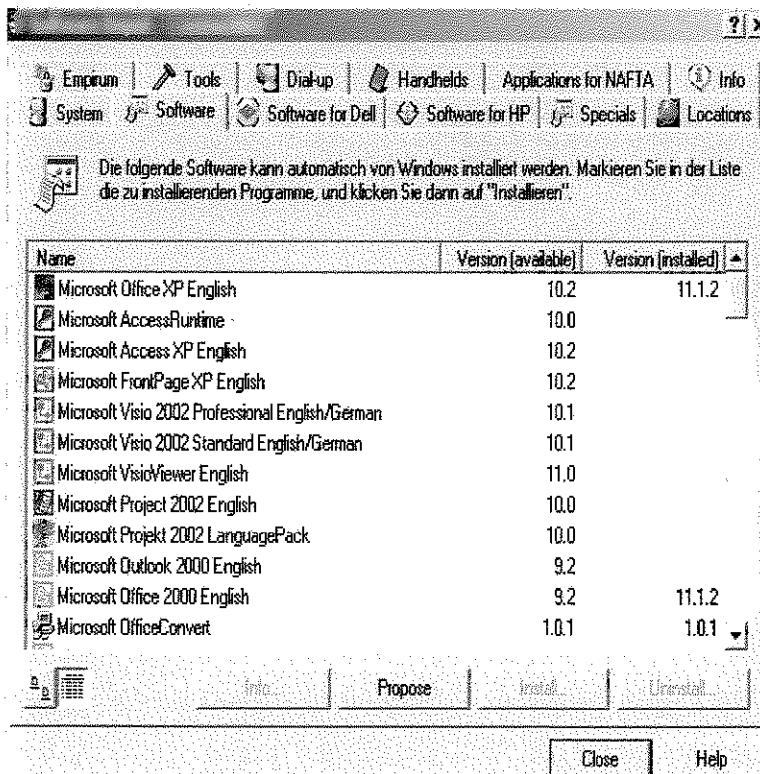 ? x
Empirum Tools Dial-up Handhelds Applications for NAFTA Info
System Software Software for Dell Software for HP Specials Locations
Die folgende Software kann automatisch von Windows installiert werden. Markieren Sie in der Liste
die zu installierenden Programme, und klicken Sie dann auf "Installieren".
Name Version (available) Version (installed)
Microsoft Office XP English 10.2 11.1.2
Microsoft AccessRuntime 10.0
Microsoft Access XP English 10.2
Microsoft FrontPage XP English 10.2
Microsoft Visio 2002 Professional English/German 10.1
Microsoft Visio 2002 Standard English/German 10.1
Microsoft VisioViewer English 11.0
Microsoft Project 2002 English 10.0
Microsoft Projekt 2002 LanguagePack 10.0
Microsoft Outlook 2000 English 9.2
Microsoft Office 2000 English 9.2 11.1.2
Microsoft OfficeConvert 1.0.1 1.0.1
Info... Propose Install... Uninstall...
Close Help